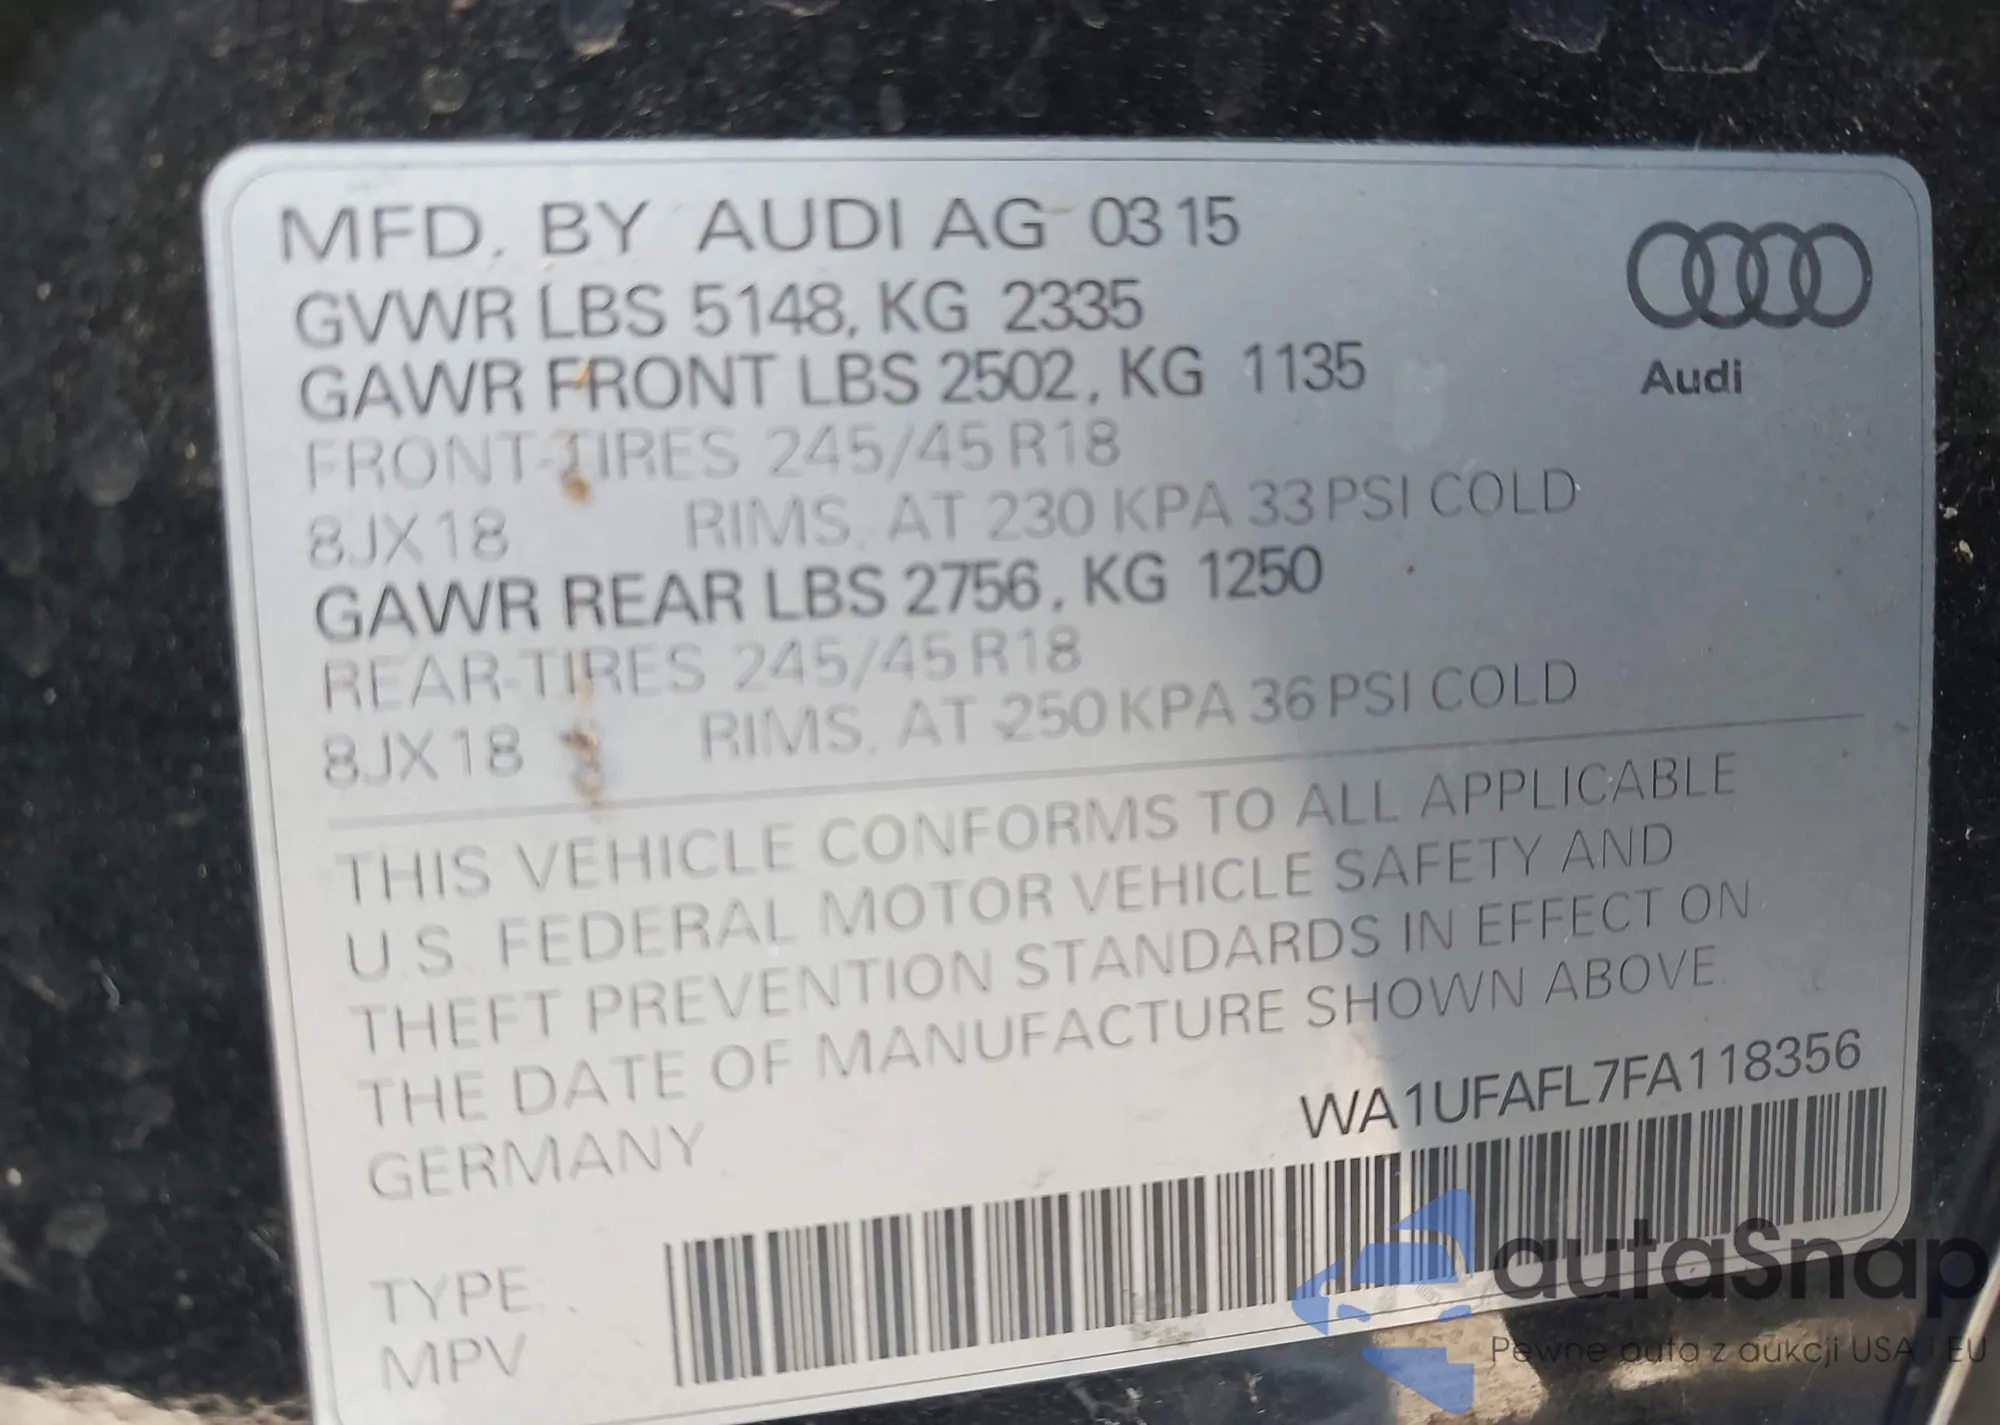 MFD. BY AUDI AG 03 15
GVWR LBS 5148, KG 2335
GAWR FRONT LBS 2502, KG 1135
FRONT-TIRES 245/45 R18
8JX18 RIMS, AT 230 KPA 33 PSI COLD
GAWR REAR LBS 2756, KG 1250
REAR-TIRES 245/45 R18
8JX18 RIMS, AT 250 KPA 36 PSI COLD
Audi
THIS VEHICLE CONFORMS TO ALL APPLICABLE
U.S. FEDERAL MOTOR VEHICLE SAFETY AND
THEFT PREVENTION STANDARDS IN EFFECT ON
THE DATE OF MANUFACTURE SHOWN ABOVE.
GERMANY
WA1UFAFL7FA118356
TYPE:
MPV
autaSnap
Pewne auta z aukcji USA i EU